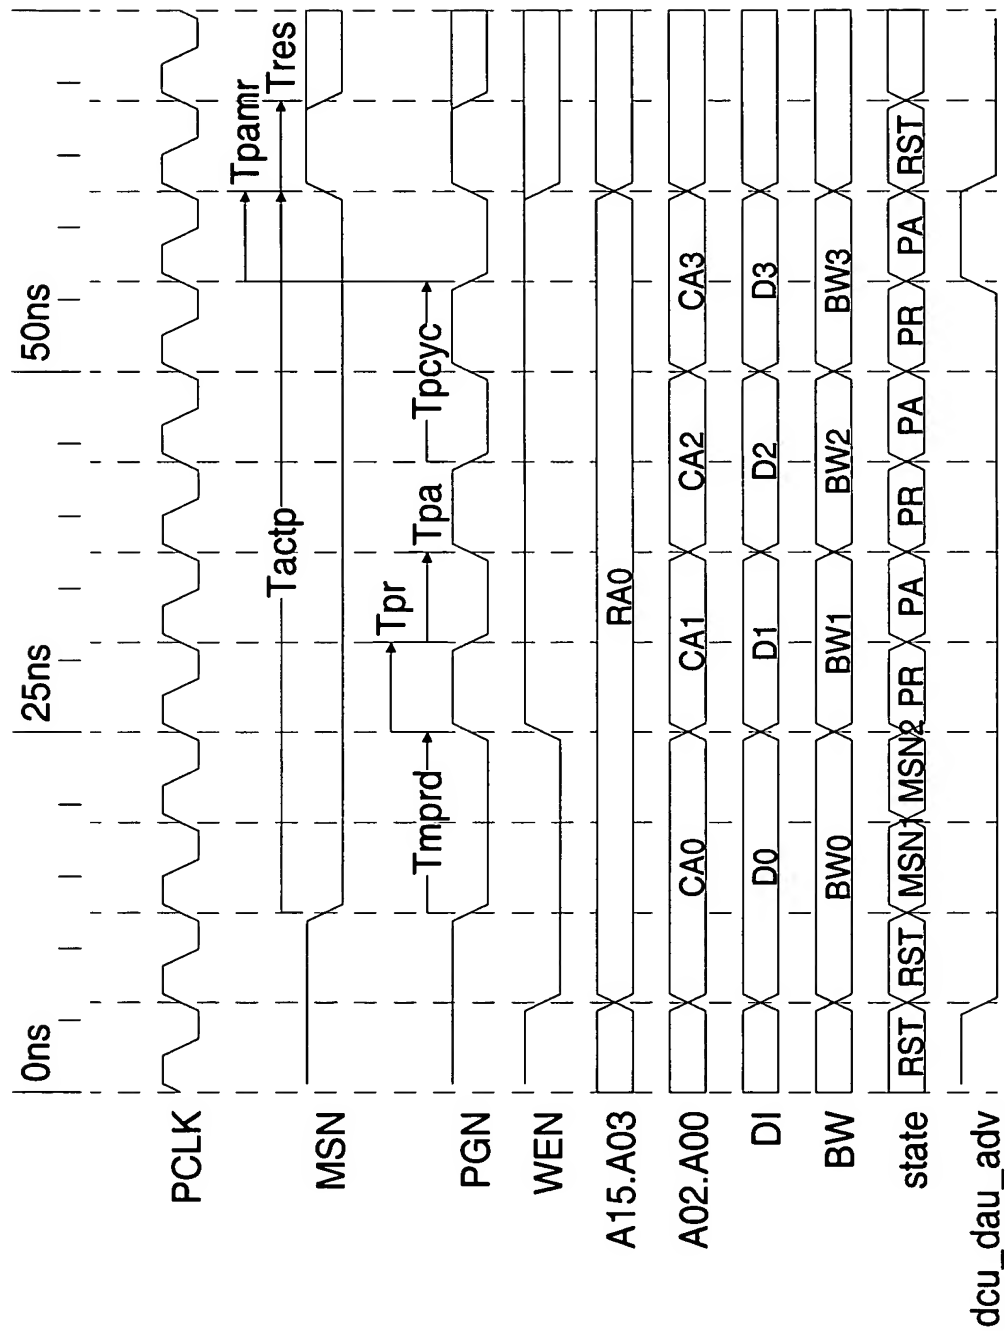 0ns 25ns 50ns
PCLK
Tpamr
MSN Tactp Tres
Tpr
PGN Tmprd Tpa Tpcyc
WEN
A15.A03 RA0
A02.A00 CA0 CA1 CA2 CA3
DI D0 D1 D2 D3
BW BW0 BW1 BW2 BW3
state RST RST MSN1 MSN2 PR PA PR PA PR PA RST
dcu_dau_adv